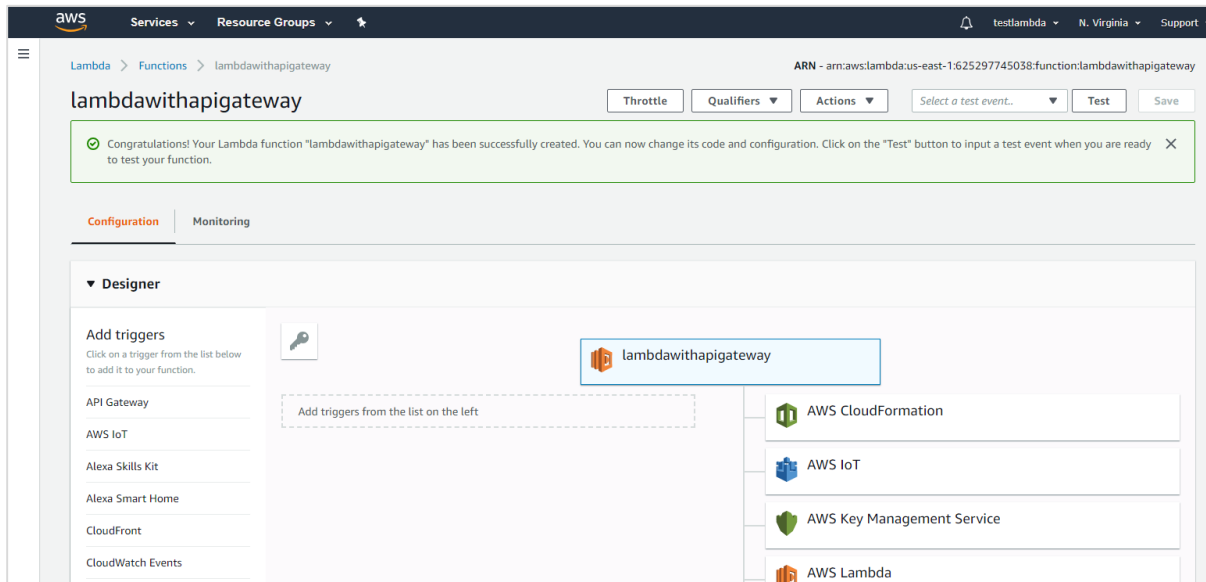 aws Services Resource Groups testlambda N. Virginia Support
Lambda > Functions > lambdawithapigateway ARN - arn:aws:lambda:us-east-1:625297745038:function:lambdawithapigateway
lambdawithapigateway Throttle Qualifiers Actions Select a test event.. Test Save
Congratulations! Your Lambda function "lambdawithapigateway" has been successfully created. You can now change its code and configuration. Click on the "Test" button to input a test event when you are ready
to test your function.
Configuration Monitoring
Designer
Add triggers
Click on a trigger from the list below
to add it to your function.
API Gateway
AWS IoT
Alexa Skills Kit
Alexa Smart Home
CloudFront
CloudWatch Events
lambdawithapigateway
Add triggers from the list on the left
AWS CloudFormation
AWS IoT
AWS Key Management Service
AWS Lambda